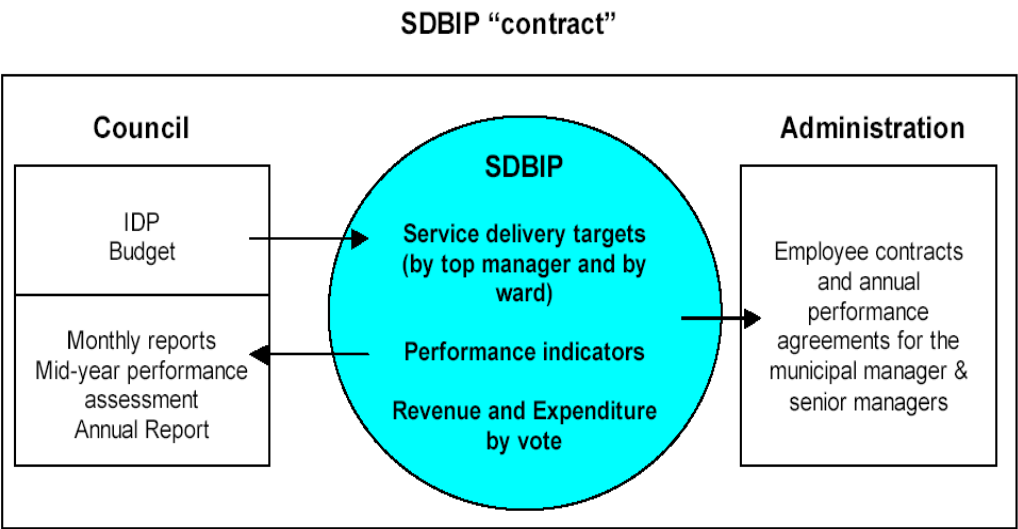 SDBIP “contract”
Council
IDP
Budget
Monthly reports
Mid-year performance
assessment
Annual Report
SDBIP
Service delivery targets
(by top manager and by
ward)
Performance indicators
Revenue and Expenditure
by vote
Administration
Employee contracts
and annual
performance
agreements for the
municipal manager &
senior managers